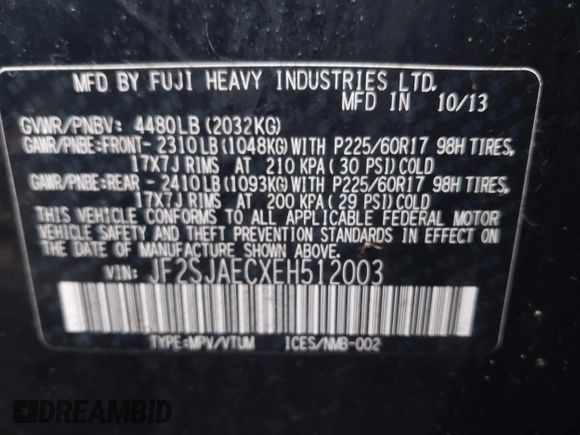 MFD BY FUJI HEAVY INDUSTRIES LTD.
MFD IN 10/13
GVWR/PNBV: 4480LB(2032KG)
GAWR/PNBE:FRONT- 2310LB(1048KG)WITH P225/60R17 98H TIRES,
17X7J RIMS AT 210 KPA(30 PSI)COLD
GAWR/PNBE:REAR - 2410LB(1093KG)WITH P225/60R17 98H TIRES,
17X7J RIMS AT 200 KPA(29 PSI)COLD
THIS VEHICLE CONFORMS TO ALL APPLICABLE FEDERAL MOTOR
VEHICLE SAFETY AND THEFT PREVENTION STANDARDS IN EFFECT
ON THE DATE OF MANUFACTURE SHOWN ABOVE.
VIN: JF2SJAECXEH512003
TYPE:MPV/VTUM ICES/NMB-002
DREAMBID